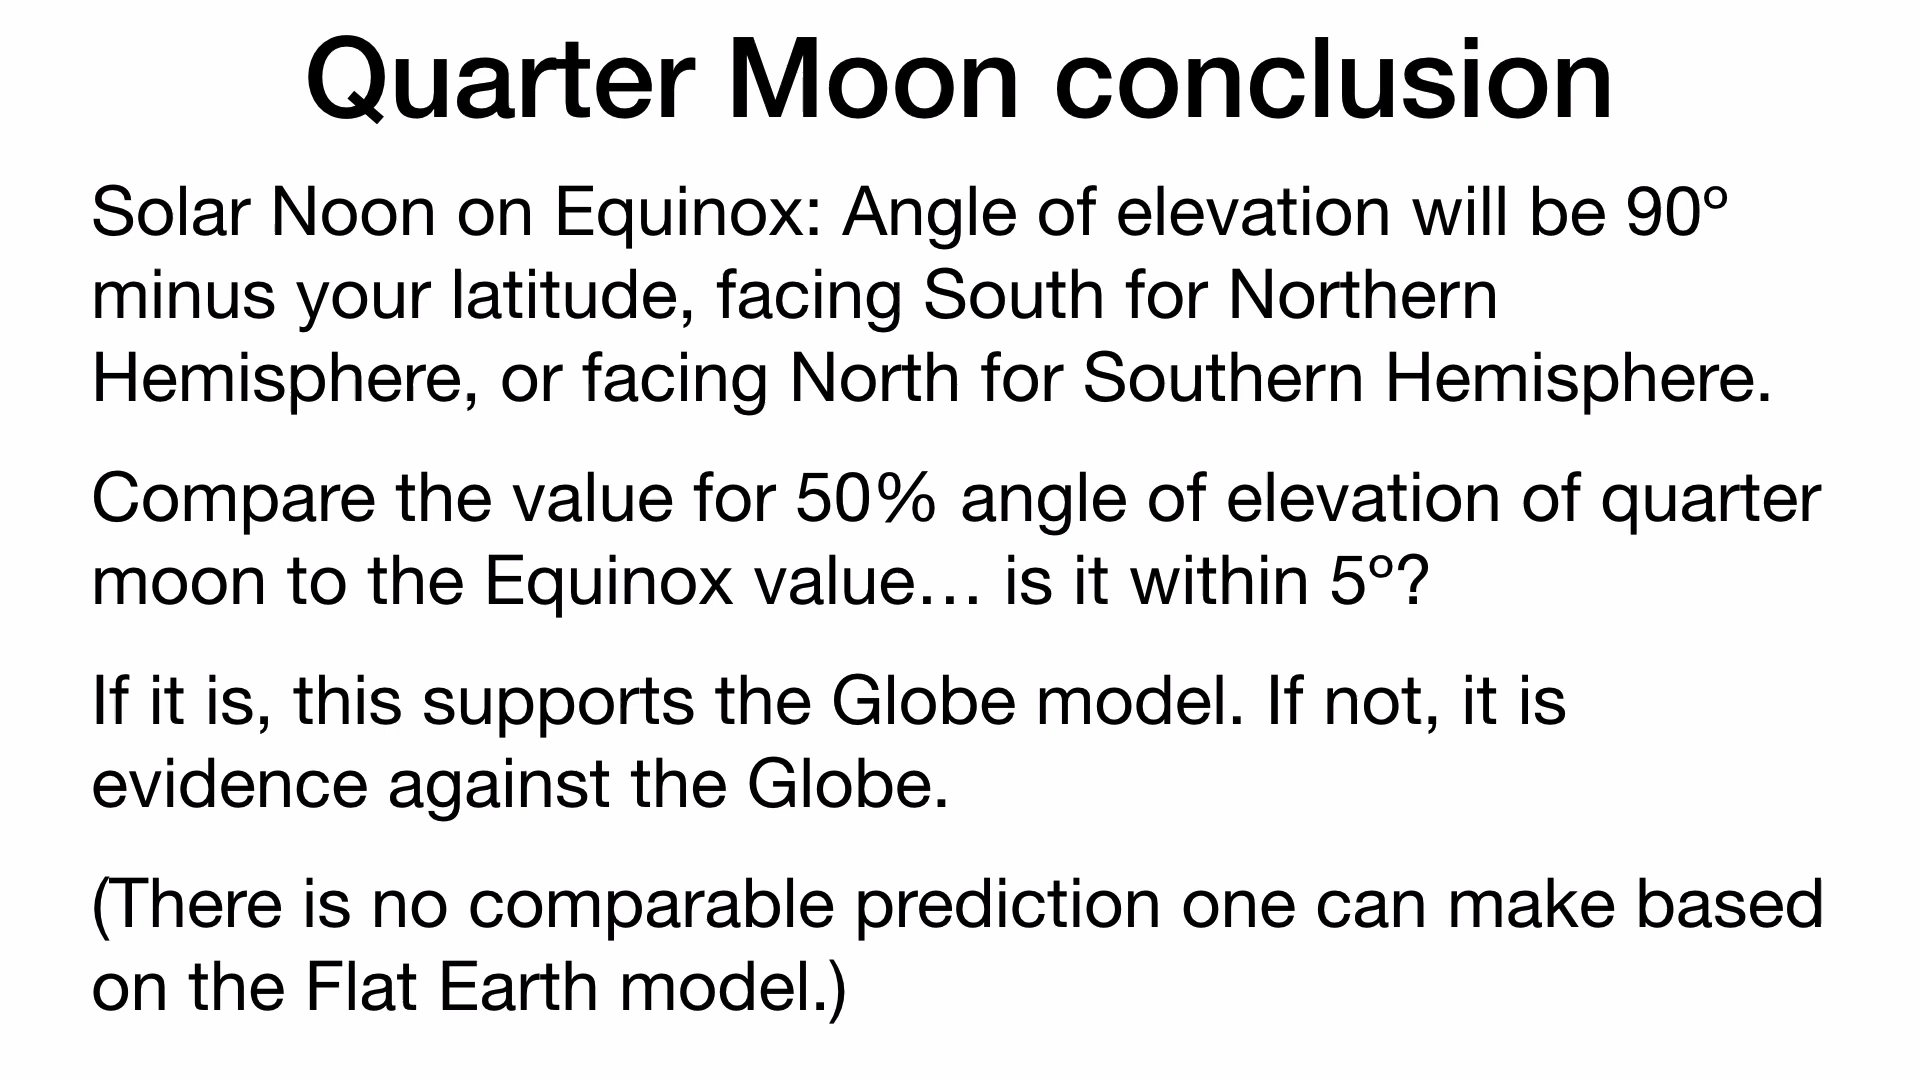 Quarter Moon conclusion
Solar Noon on Equinox: Angle of elevation will be 90º
minus your latitude, facing South for Northern
Hemisphere, or facing North for Southern Hemisphere.
Compare the value for 50% angle of elevation of quarter
moon to the Equinox value… is it within 5º?
If it is, this supports the Globe model. If not, it is
evidence against the Globe.
(There is no comparable prediction one can make based
on the Flat Earth model.)